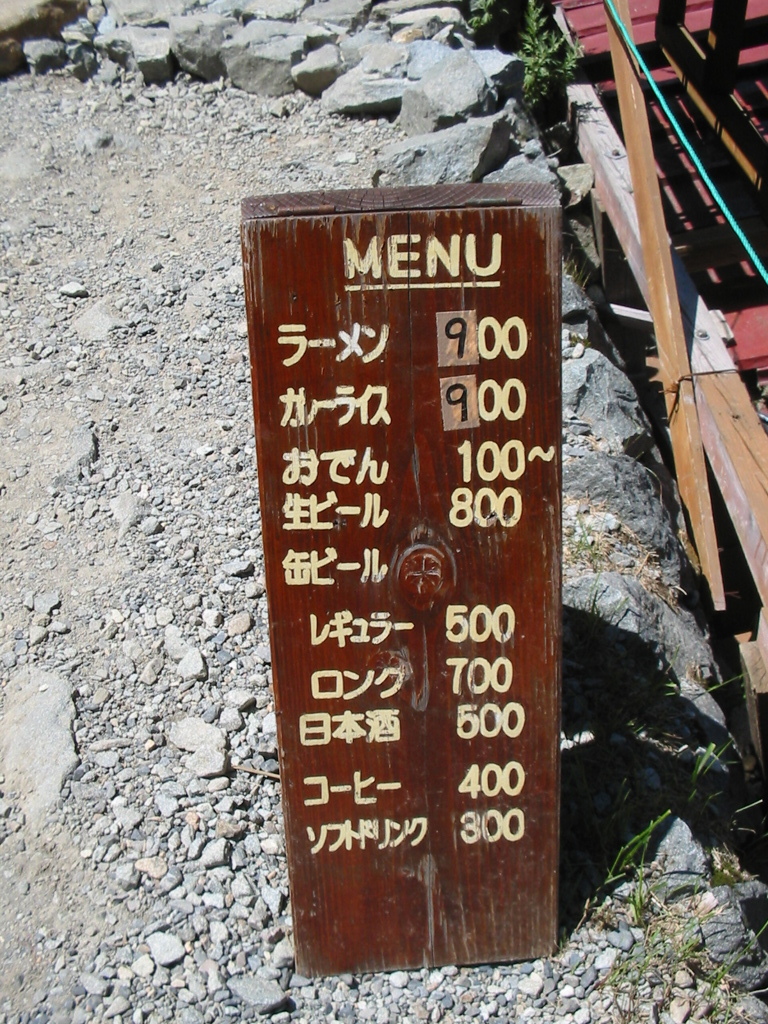 MENU
ラーメン 900
カレーライス 900
おでん 100~
生ビール 800
缶ビール
レギュラー 500
ロング 700
日本酒 500
コーヒー 400
ソフトドリンク 300